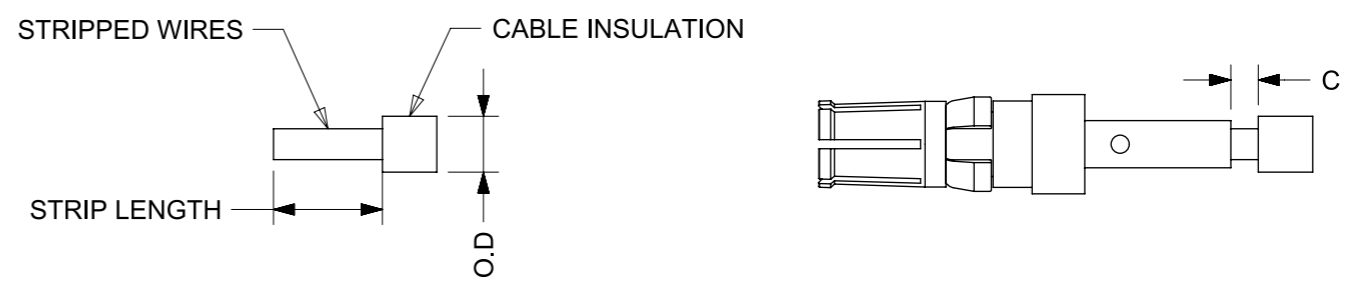 STRIPPED WIRES
CABLE INSULATION
C
STRIP LENGTH
O.D